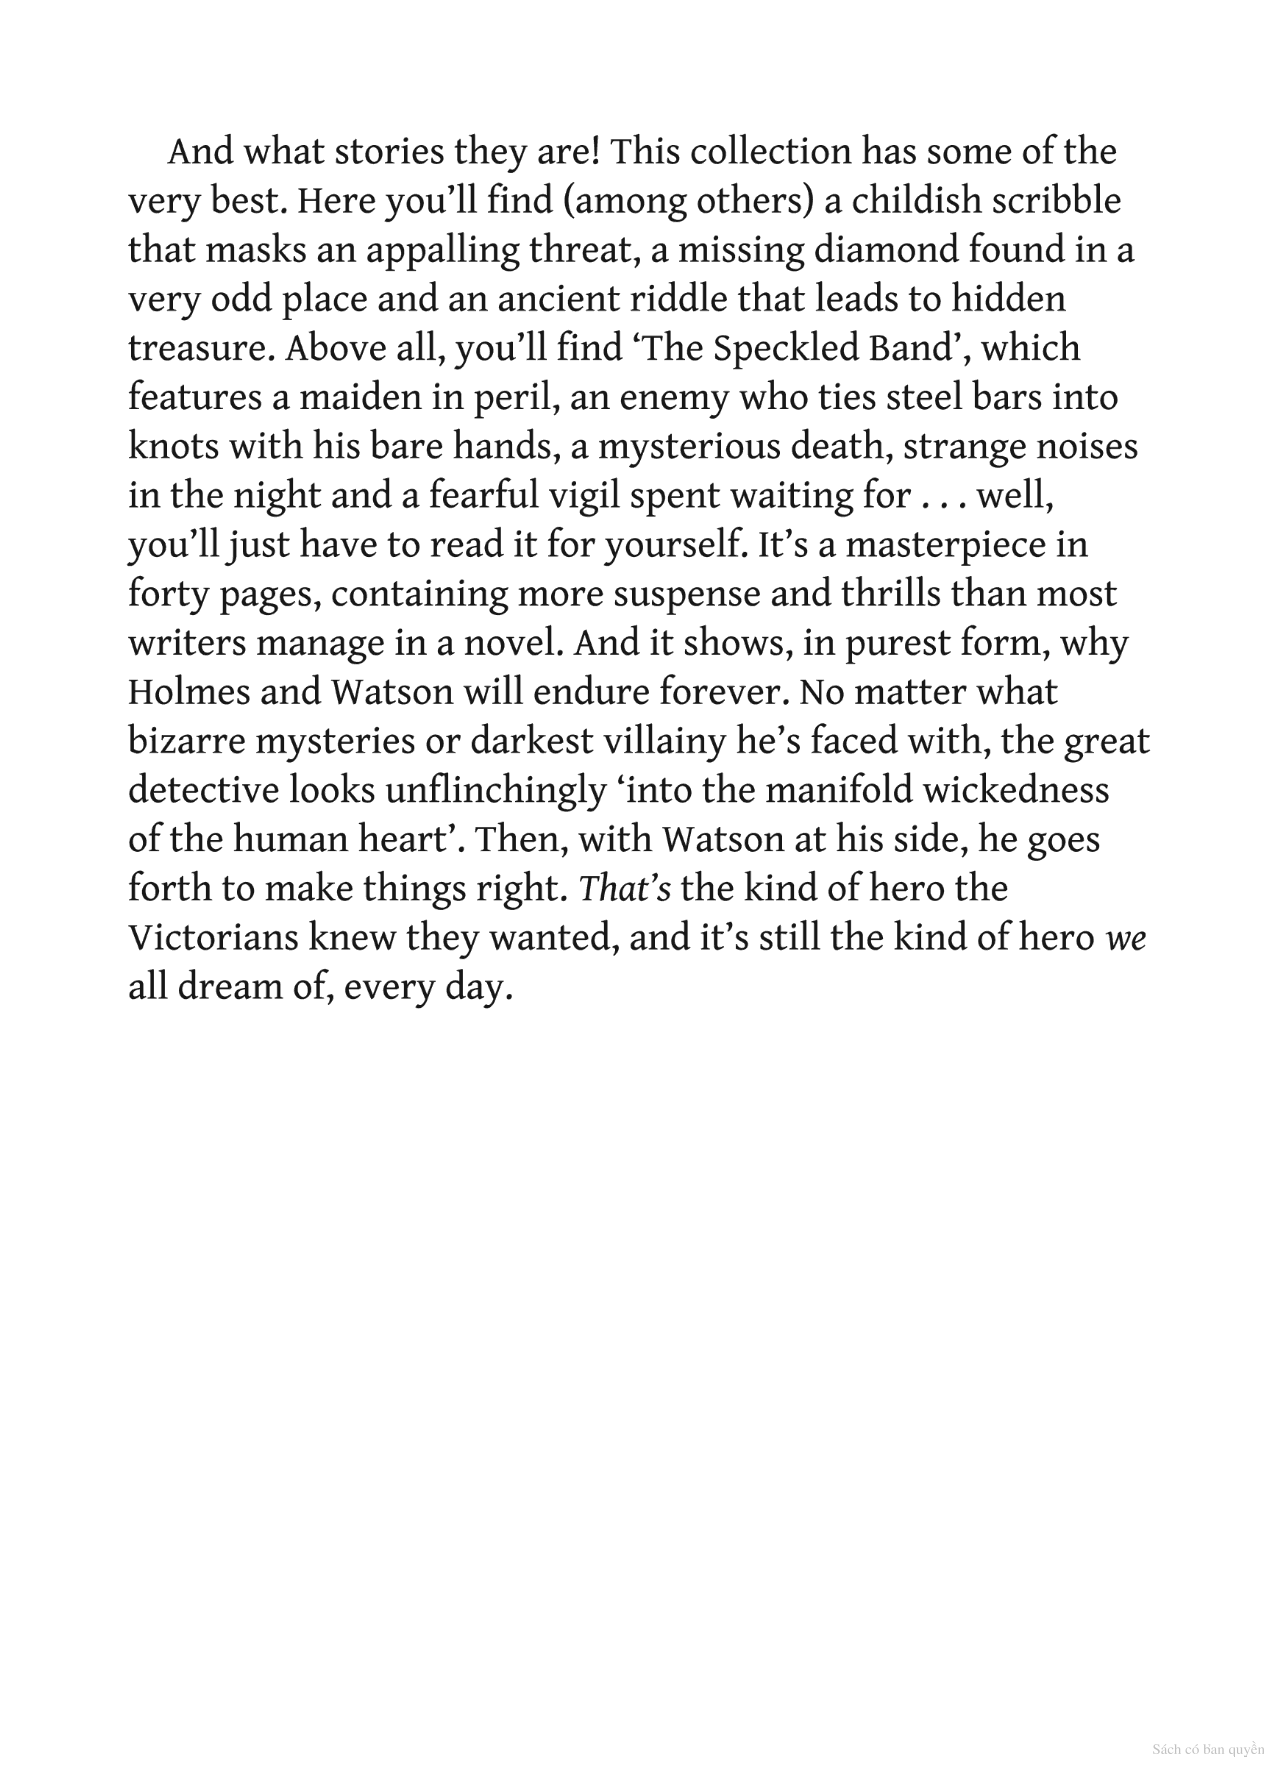 And what stories they are! This collection has some of the
very best. Here you’ll find (among others) a childish scribble
that masks an appalling threat, a missing diamond found in a
very odd place and an ancient riddle that leads to hidden
treasure. Above all, you’ll find ‘The Speckled Band’, which
features a maiden in peril, an enemy who ties steel bars into
knots with his bare hands, a mysterious death, strange noises
in the night and a fearful vigil spent waiting for . . . well,
you’ll just have to read it for yourself. It’s a masterpiece in
forty pages, containing more suspense and thrills than most
writers manage in a novel. And it shows, in purest form, why
Holmes and Watson will endure forever. No matter what
bizarre mysteries or darkest villainy he’s faced with, the great
detective looks unflinchingly ‘into the manifold wickedness
of the human heart’. Then, with Watson at his side, he goes
forth to make things right. That’s the kind of hero the
Victorians knew they wanted, and it’s still the kind of hero we
all dream of, every day.
Sách có bản quyền